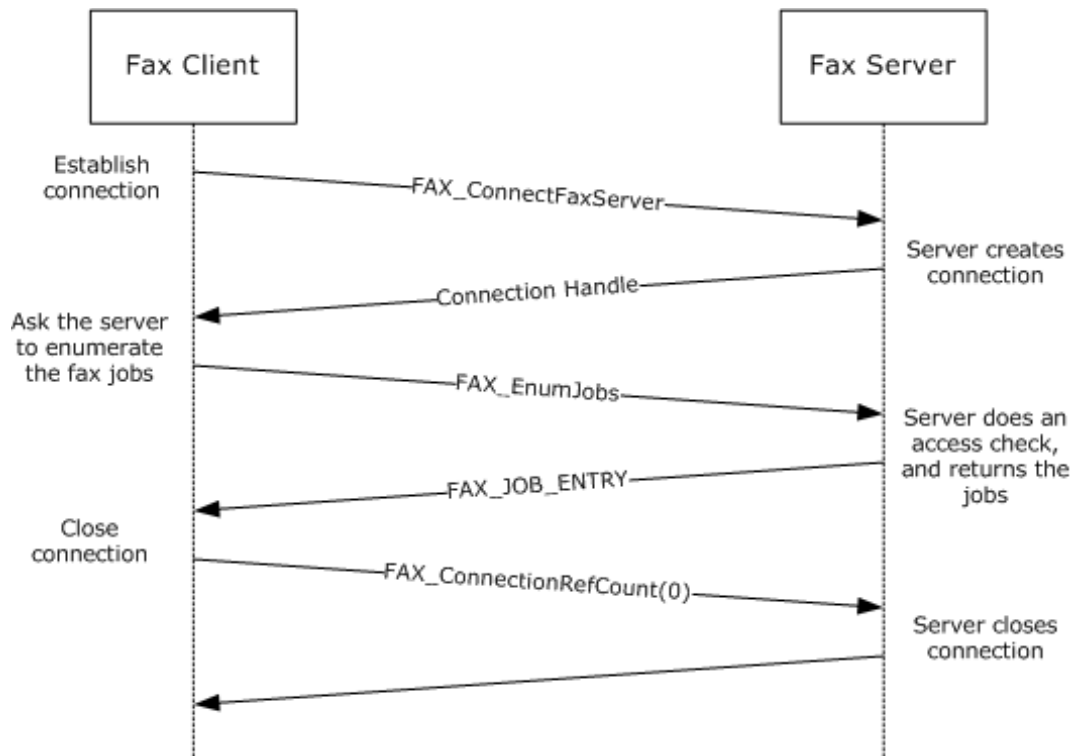 Fax Client
Fax Server
Establish
connection
FAX_ConnectFaxServer
Server creates
connection
Connection Handle
Ask the server
to enumerate
the fax jobs
FAX_EnumJobs
Server does an
access check,
and returns the
jobs
FAX_JOB_ENTRY
Close
connection
FAX_ConnectionRefCount(0)
Server closes
connection